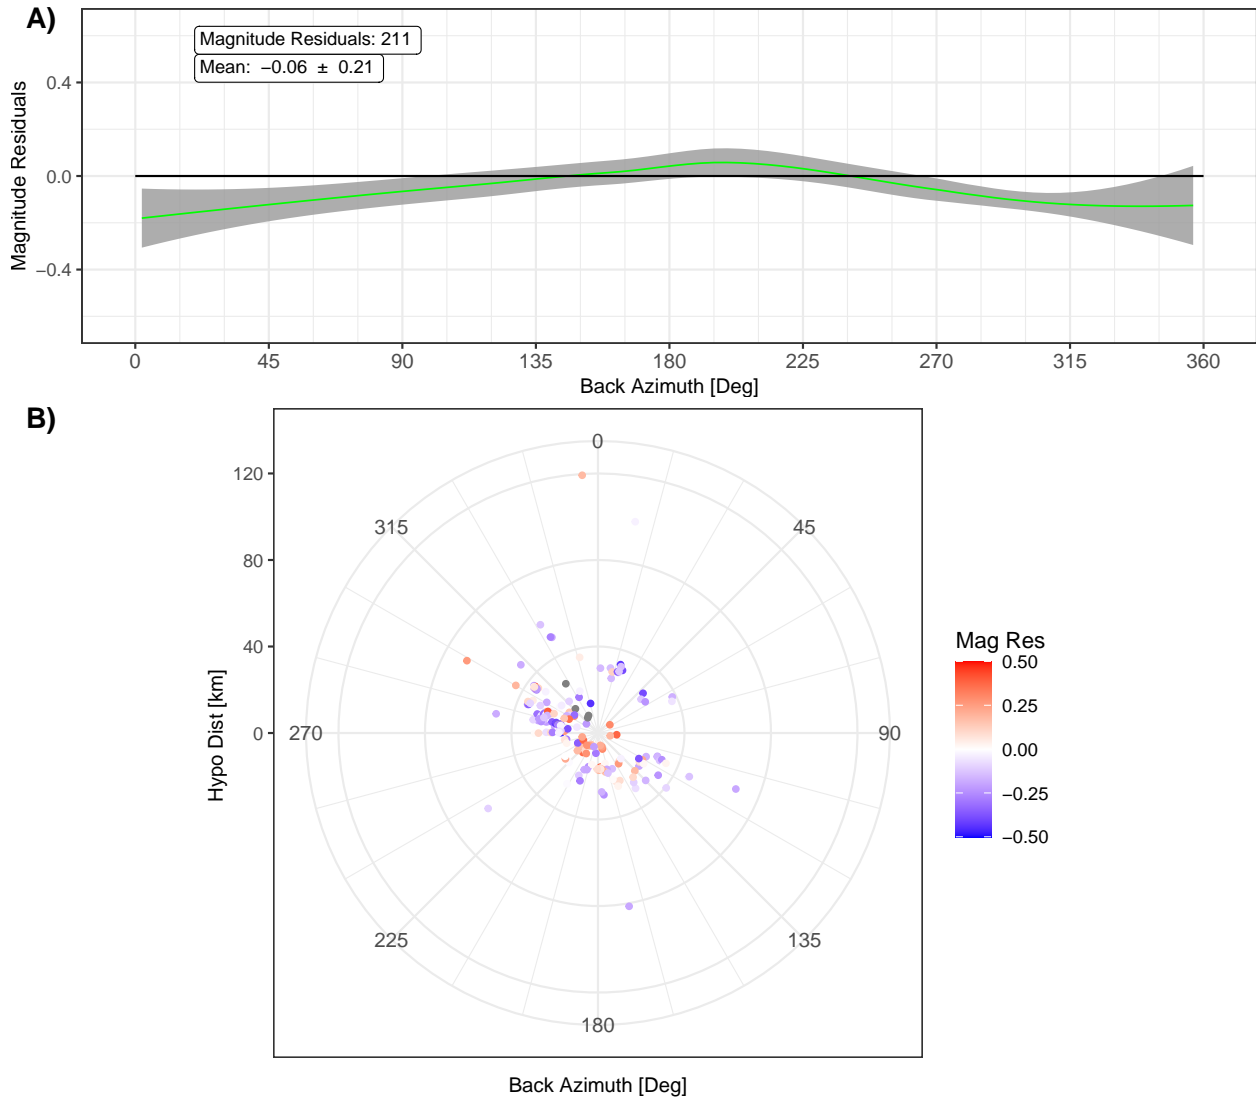 A)
Magnitude Residuals: 211
Mean:  −0.06  ±  0.21
Magnitude Residuals
0.4
0.0
−0.4
0 45 90 135 180 225 270 315 360
Back Azimuth [Deg]
B)
Hypo Dist [km]
120
80
40
0
0
45
90
135
180
225
270
315
Back Azimuth [Deg]
Mag Res
0.50
0.25
0.00
−0.25
−0.50